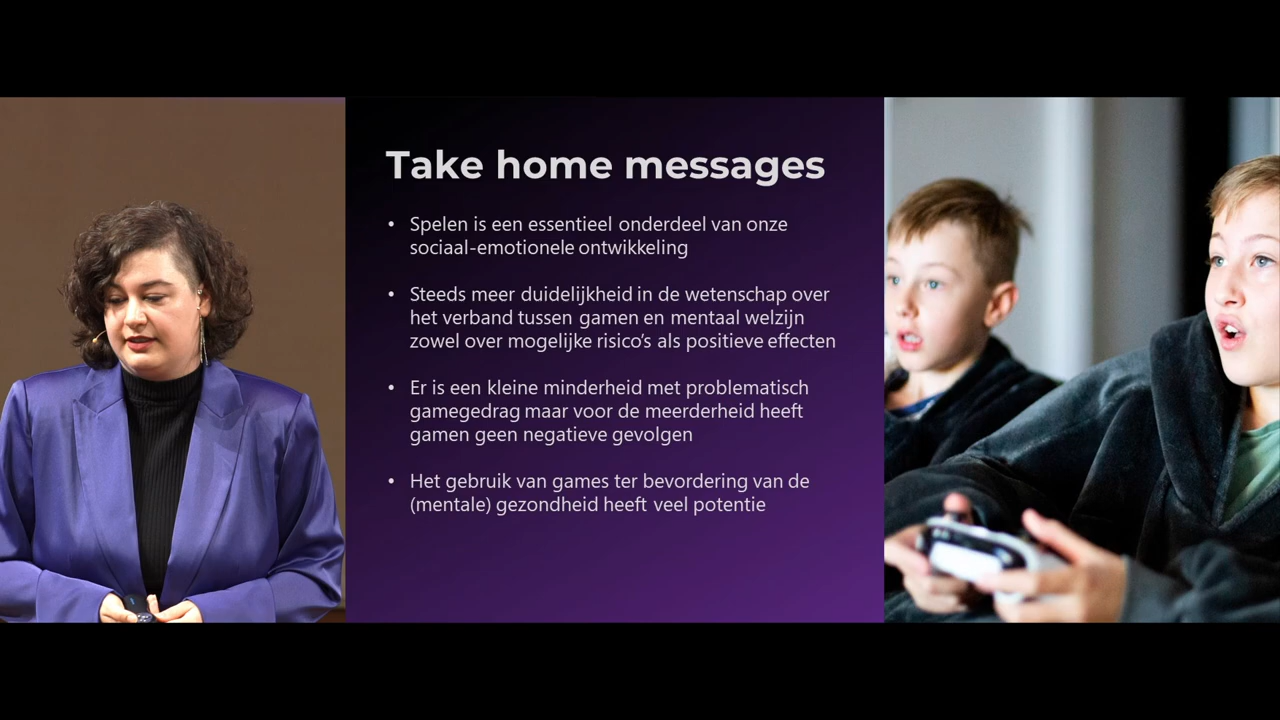 Take home messages
• Spelen is een essentieel onderdeel van onze
sociaal-emotionele ontwikkeling
• Steeds meer duidelijkheid in de wetenschap over
het verband tussen gamen en mentaal welzijn
zowel over mogelijke risico's als positieve effecten
• Er is een kleine minderheid met problematisch
gamegedrag maar voor de meerderheid heeft
gamen geen negatieve gevolgen
• Het gebruik van games ter bevordering van de
(mentale) gezondheid heeft veel potentie